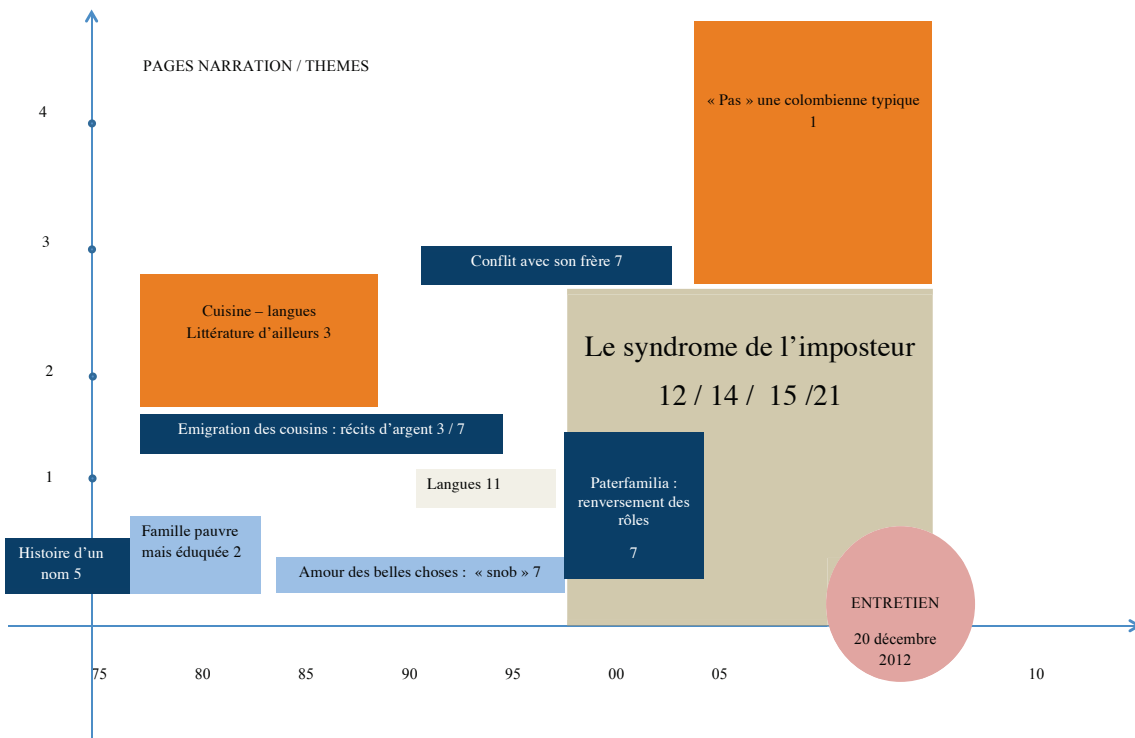 PAGES NARRATION / THEMES
4
« Pas » une colombienne typique
1
3
Conflit avec son frère 7
Cuisine – langues
Littérature d’ailleurs 3
2
Le syndrome de l’imposteur
12 / 14 / 15 /21
Emigration des cousins : récits d’argent 3 / 7
1
Langues 11
Paterfamilia :
renversement des
rôles
7
Histoire d’un
nom 5
Famille pauvre
mais éduquée 2
Amour des belles choses : « snob » 7
ENTRETIEN
20 décembre
2012
75 80 85 90 95 00 05 10